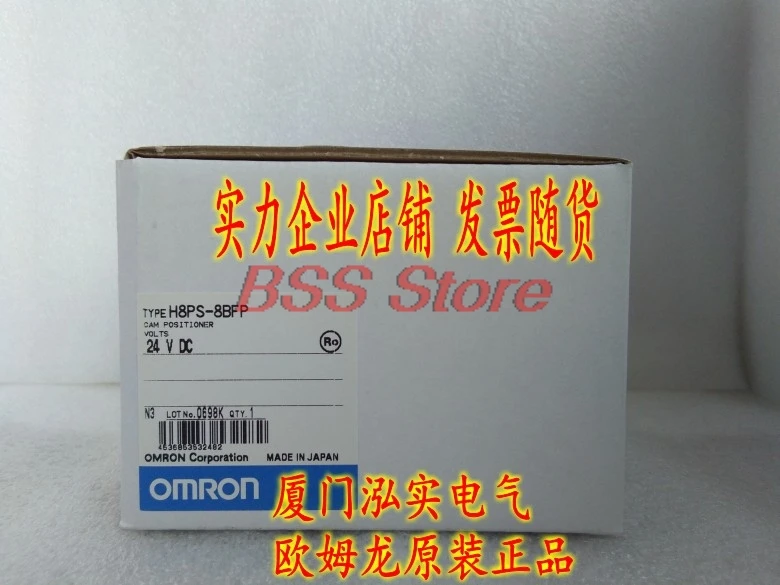 实力企业店铺 发票随货
BSS Store
TYPE H8PS-8BFP
CAM POSITIONER
VOLTS
24 V DC
Ro
N3 LOT No. 0698K QTY. 1
4536853532482
OMRON Corporation MADE IN JAPAN
OMRON
厦门泓实电气
欧姆龙原装正品